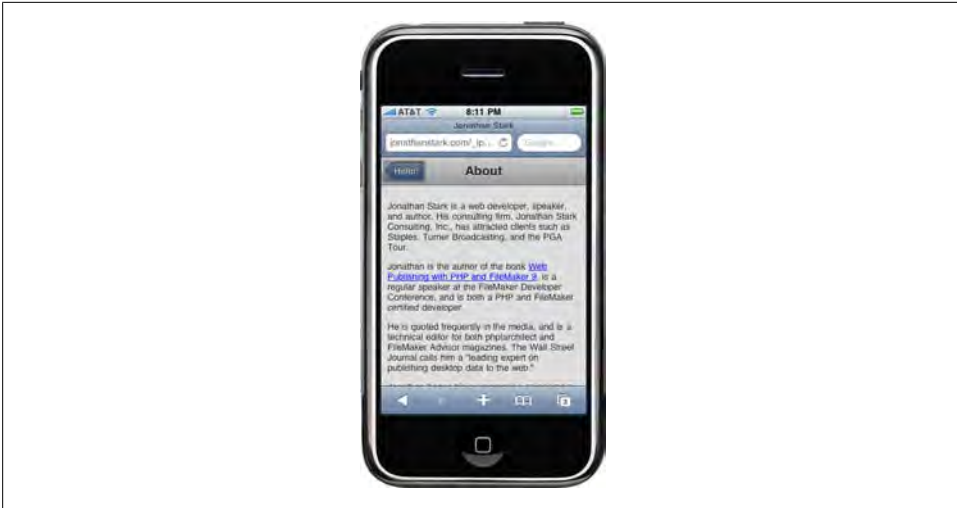 AT&T 8:11 PM
Jonathan Stark
jonathanstark.com/_ip... Google
Hello! About
Jonathan Stark is a web developer, speaker,
and author. His consulting firm, Jonathan Stark
Consulting, Inc., has attracted clients such as
Staples, Turner Broadcasting, and the PGA
Tour.
Jonathan is the author of the book Web
Publishing with PHP and FileMaker 9, is a
regular speaker at the FileMaker Developer
Conference, and is both a PHP and FileMaker
certified developer.
He is quoted frequently in the media, and is a
technical editor for both php|architect and
FileMaker Advisor magazines. The Wall Street
Journal calls him a "leading expert on
publishing desktop data to the web."